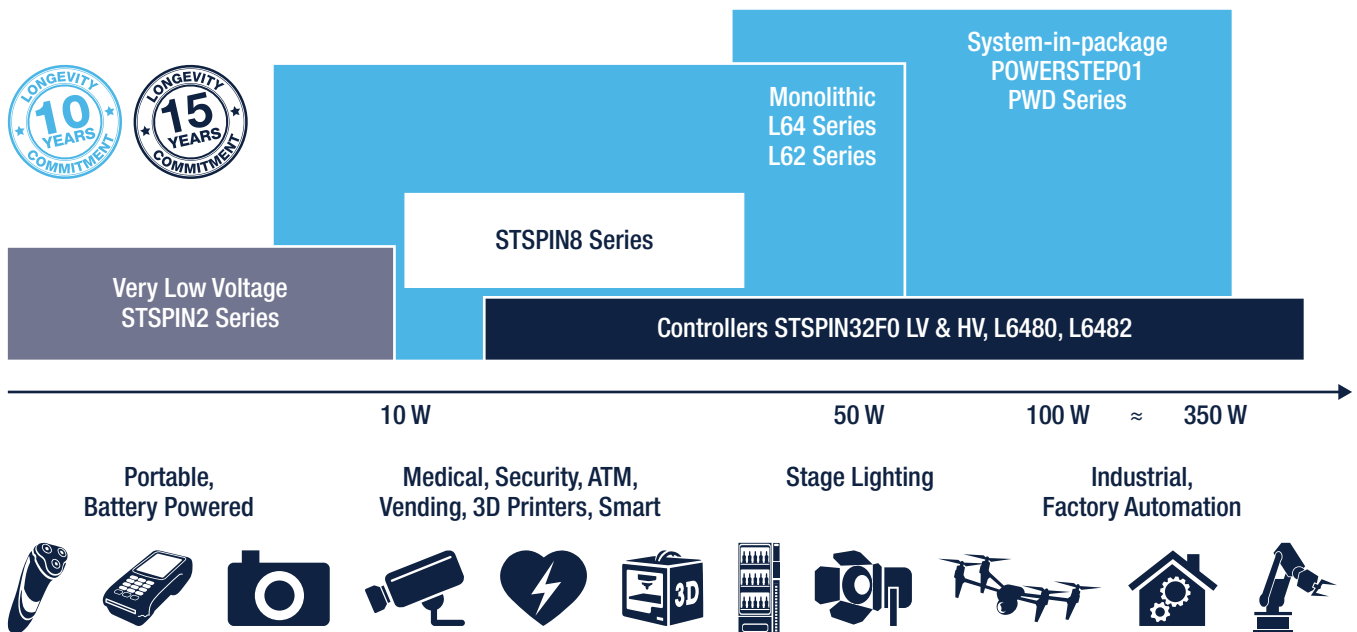 LONGEVITY
10
YEARS
COMMITMENT
LONGEVITY
15
YEARS
COMMITMENT
System-in-package
POWERSTEP01
PWD Series
Monolithic
L64 Series
L62 Series
STSPIN8 Series
Very Low Voltage
STSPIN2 Series
Controllers STSPIN32F0 LV & HV, L6480, L6482
10 W
50 W
100 W
≈
350 W
Portable,
Battery Powered
Medical, Security, ATM,
Vending, 3D Printers, Smart
Stage Lighting
Industrial,
Factory Automation
3D